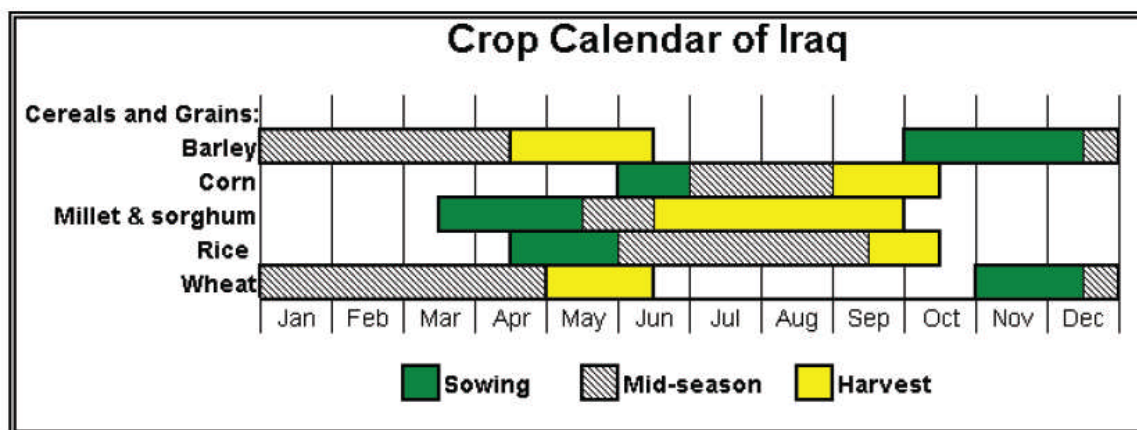 Crop Calendar of Iraq
Cereals and Grains:
Barley
Corn
Millet & sorghum
Rice
Wheat
Jan Feb Mar Apr May Jun Jul Aug Sep Oct Nov Dec
Sowing Mid-season Harvest